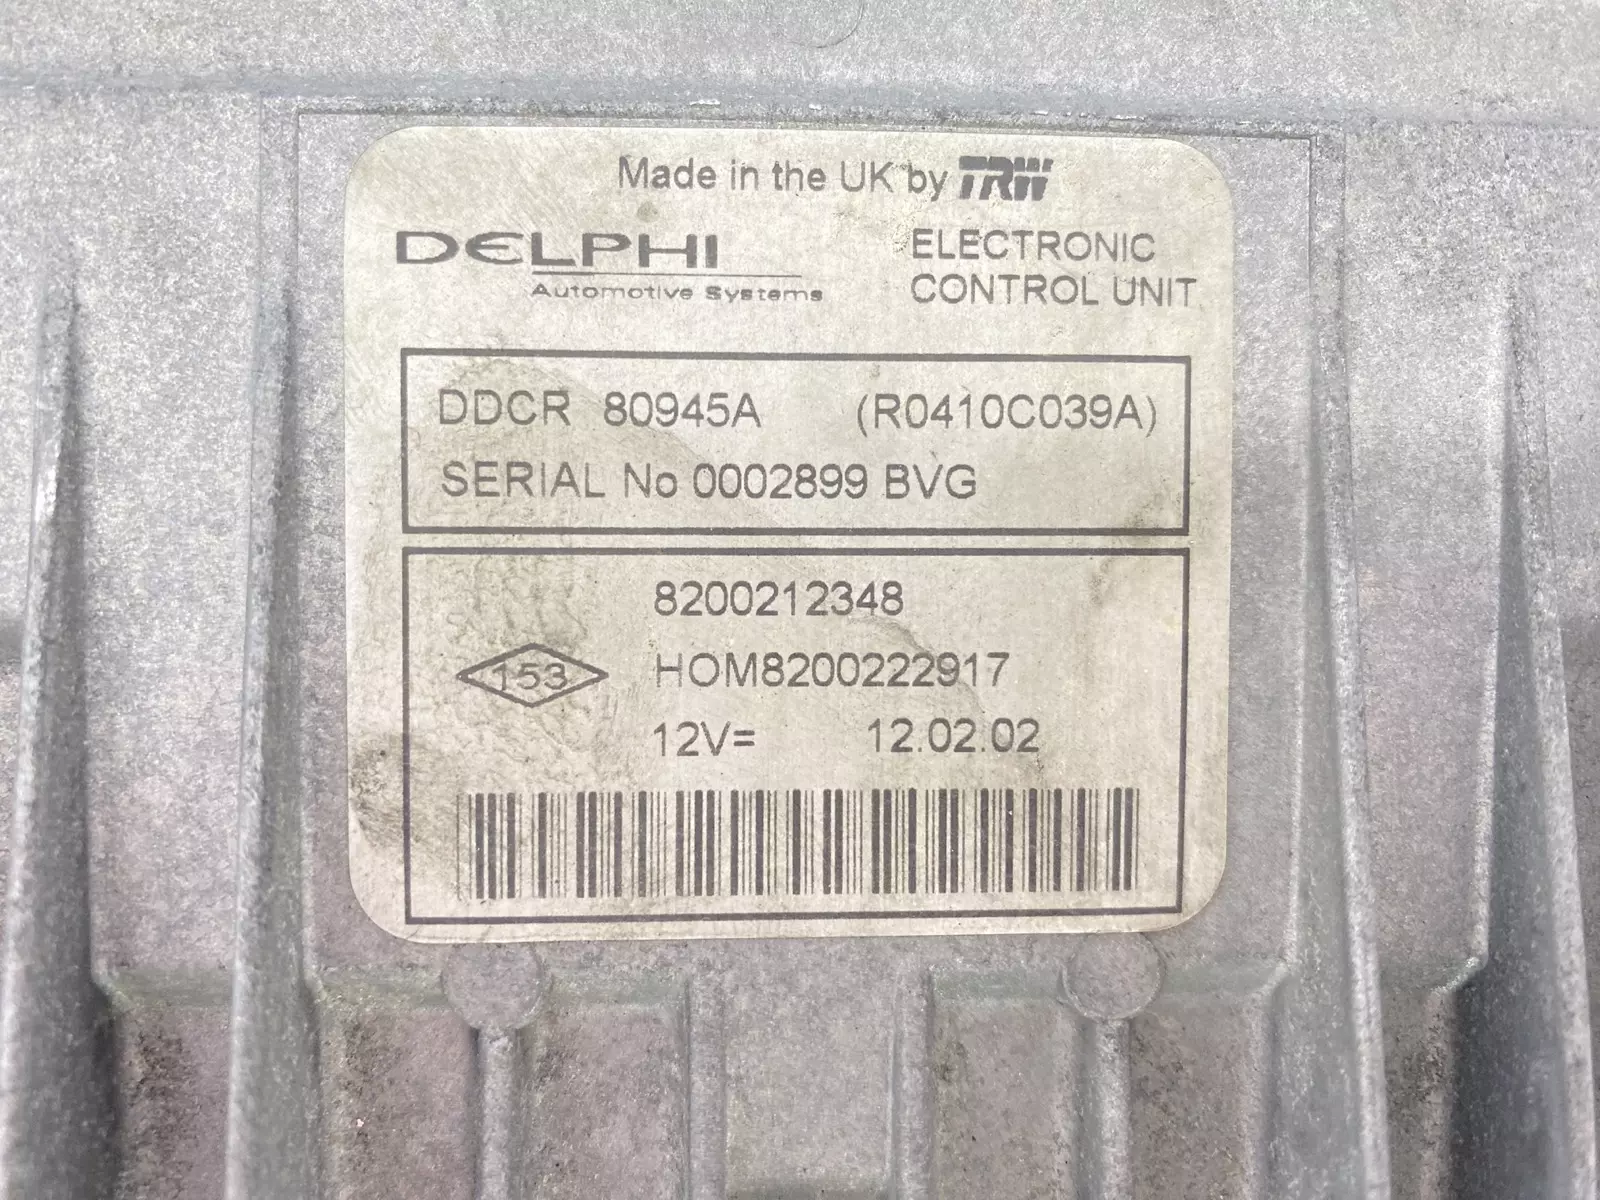 Made in the UK by TRW
DELPHI
Automotive Systems
ELECTRONIC
CONTROL UNIT
DDCR 80945A (R0410C039A)
SERIAL No 0002899 BVG
8200212348
153 HOM8200222917
12V= 12.02.02